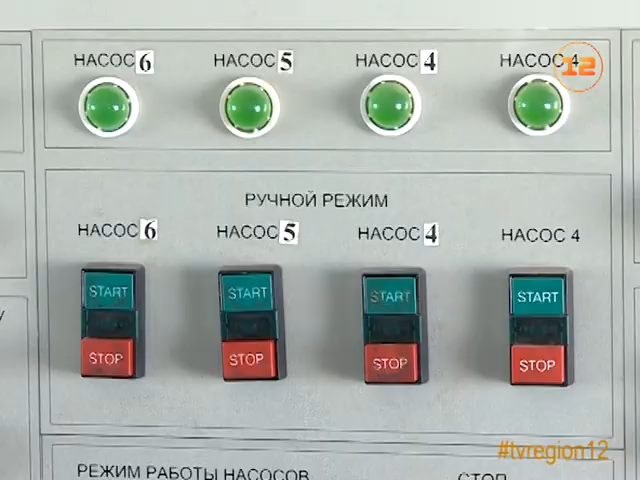 НАСОС 6 НАСОС 5 НАСОС 4 НАСОС 4
12
РУЧНОЙ РЕЖИМ
НАСОС 6 НАСОС 5 НАСОС 4 НАСОС 4
START START START START
STOP STOP STOP STOP
#tvregion12
РЕЖИМ РАБОТЫ НАСОСОВ СТОП